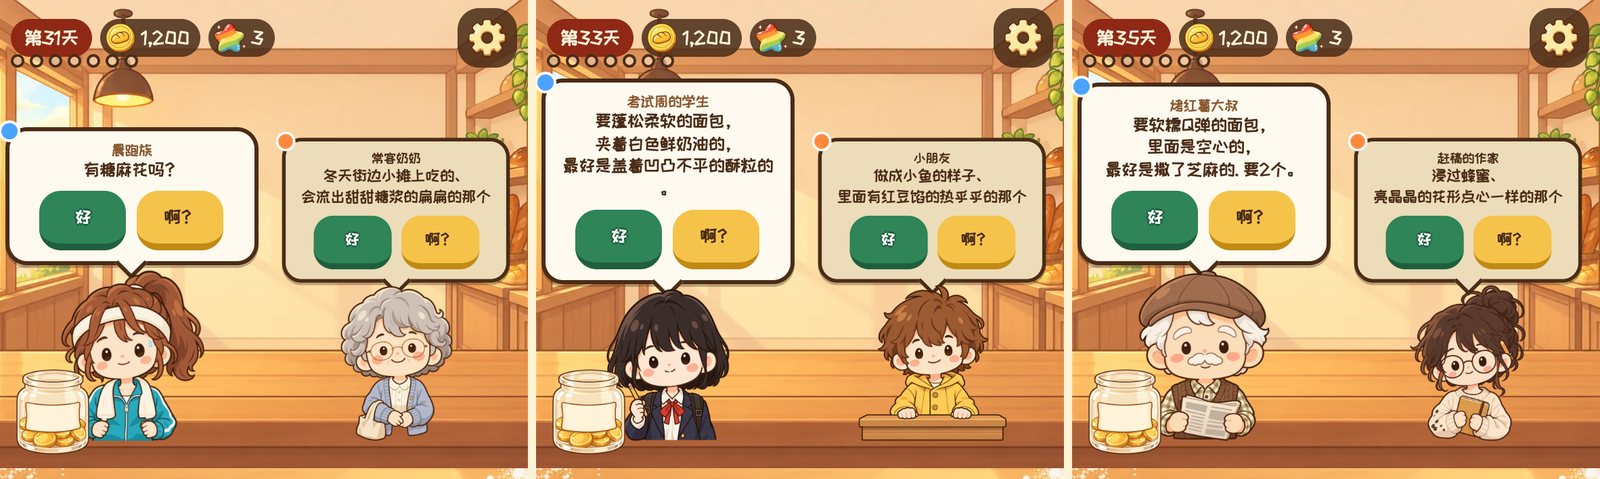 第31天
1,200
3
晨跑族
有糖麻花吗?
好
啊?
常客奶奶
冬天街边小摊上吃的、
会流出甜甜糖浆的扁扁的那个
好
啊?
第33天
1,200
3
考试周的学生
要蓬松柔软的面包,
夹着白色鲜奶油的,
最好是盖着凹凸不平的酥粒的
。
好
啊?
小朋友
做成小鱼的样子、
里面有红豆馅的热乎乎的那个
好
啊?
第35天
1,200
3
烤红薯大叔
要软糯Q弹的面包,
里面是空心的,
最好是撒了芝麻的. 要2个。
好
啊?
赶稿的作家
浸过蜂蜜、
亮晶晶的花形点心一样的那个
好
啊?